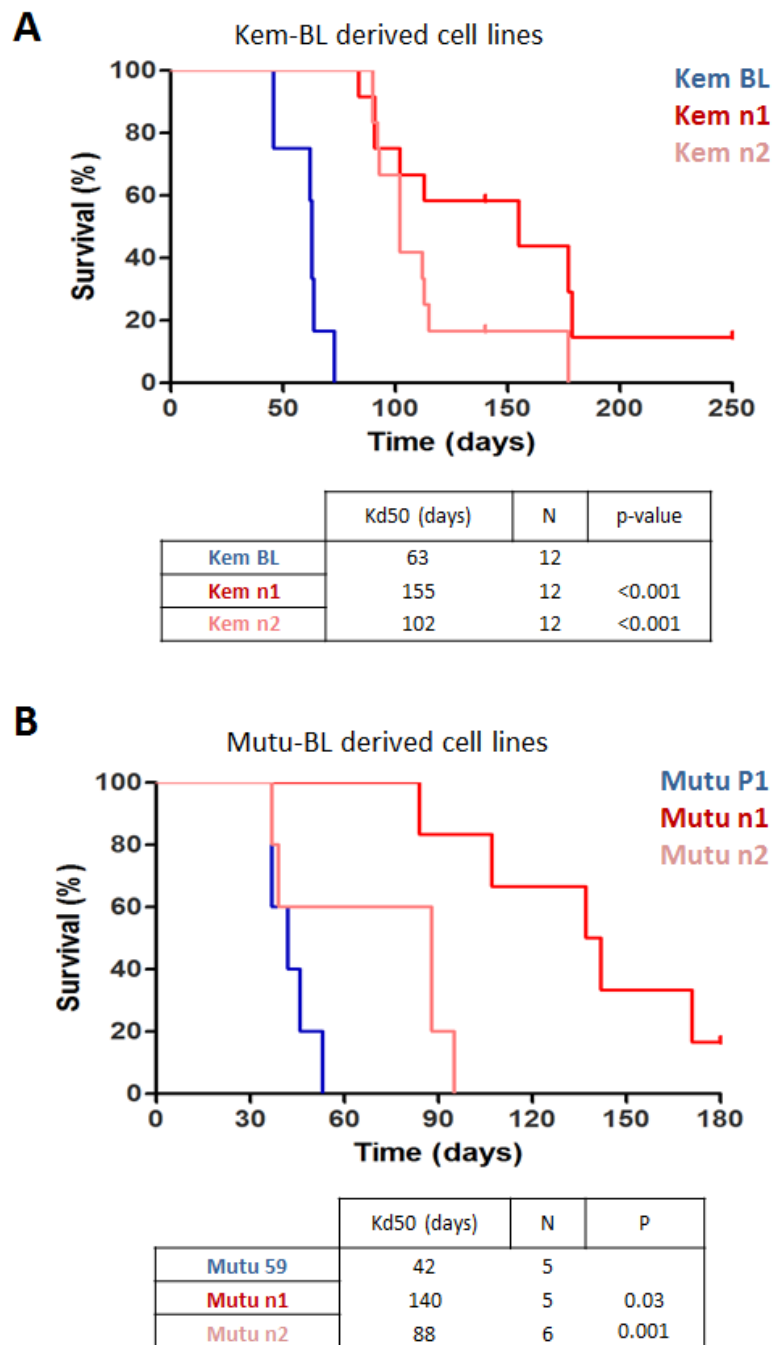 A
Kem-BL derived cell lines
Kem BL
Kem n1
Kem n2
Survival (%)
100
80
60
40
20
0
0 50 100 150 200 250
Time (days)
Kd50 (days) N p-value
Kem BL 63 12
Kem n1 155 12 <0.001
Kem n2 102 12 <0.001
B
Mutu-BL derived cell lines
Mutu P1
Mutu n1
Mutu n2
Survival (%)
100
80
60
40
20
0
0 30 60 90 120 150 180
Time (days)
Kd50 (days) N P
Mutu 59 42 5
Mutu n1 140 5 0.03
Mutu n2 88 6 0.001